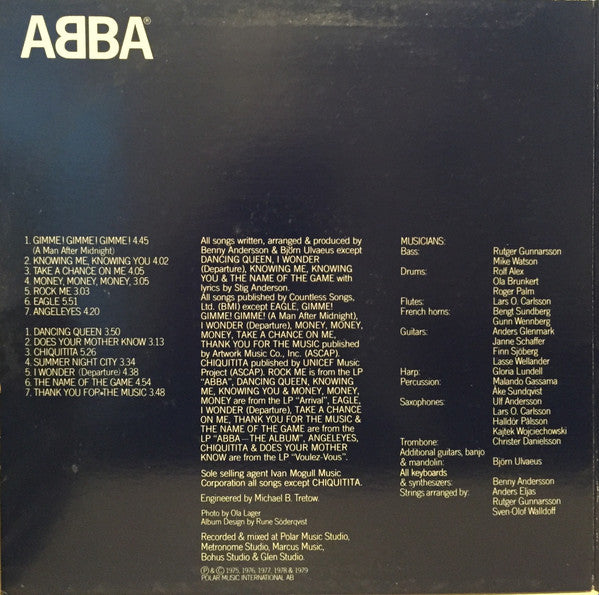 ABBA®
1. GIMME! GIMME! GIMME! 4.45
(A Man After Midnight)
2. KNOWING ME, KNOWING YOU 4.02
3. TAKE A CHANCE ON ME 4.05
4. MONEY, MONEY, MONEY, 3.05
5. ROCK ME 3.03
6. EAGLE 5.51
7. ANGELEYES 4.20
1. DANCING QUEEN 3.50
2. DOES YOUR MOTHER KNOW 3.13
3. CHIQUITITA 5.26
4. SUMMER NIGHT CITY 3.34
5. I WONDER (Departure) 4.38
6. THE NAME OF THE GAME 4.54
7. THANK YOU FOR THE MUSIC 3.48
All songs written, arranged & produced by
Benny Andersson & Björn Ulvaeus except
DANCING QUEEN, I WONDER
(Departure), KNOWING ME, KNOWING
YOU & THE NAME OF THE GAME with
lyrics by Stig Anderson.
All songs published by Countless Songs,
Ltd. (BMI) except EAGLE, GIMME!
GIMME! GIMME! (A Man After Midnight),
I WONDER (Departure), MONEY, MONEY,
MONEY, TAKE A CHANCE ON ME,
THANK YOU FOR THE MUSIC published
by Artwork Music Co., Inc. (ASCAP).
CHIQUITITA published by UNICEF Music
Project (ASCAP). ROCK ME is from the LP
"ABBA", DANCING QUEEN, KNOWING
ME, KNOWING YOU & MONEY, MONEY,
MONEY are from the LP "Arrival", EAGLE,
I WONDER (Departure), TAKE A CHANCE
ON ME, THANK YOU FOR THE MUSIC &
THE NAME OF THE GAME are from the
LP "ABBA—THE ALBUM", ANGELEYES,
CHIQUITITA & DOES YOUR MOTHER
KNOW are from the LP "Voulez-Vous".
Sole selling agent Ivan Mogull Music
Corporation all songs except CHIQUITITA.
Engineered by Michael B. Tretow.
Photo by Ola Lager
Album Design by Rune Söderqvist
Recorded & mixed at Polar Music Studio,
Metronome Studio, Marcus Music,
Bohus Studio & Glen Studio.
℗ & © 1975, 1976, 1977, 1978 & 1979
POLAR MUSIC INTERNATIONAL AB
MUSICIANS:
Bass: Rutger Gunnarsson
Mike Watson
Drums: Rolf Alex
Ola Brunkert
Roger Palm
Flutes: Lars O. Carlsson
French horns: Bengt Sundberg
Gunn Wennberg
Guitars: Anders Glenmark
Janne Schaffer
Finn Sjöberg
Lasse Wellander
Harp: Gloria Lundell
Percussion: Malando Gassama
Åke Sundqvist
Saxophones: Ulf Andersson
Lars O. Carlsson
Halldór Pålsson
Kajtek Wojciechowski
Trombone: Christer Danielsson
Additional guitars, banjo
& mandolin: Björn Ulvaeus
All keyboards
& synthesizers: Benny Andersson
Strings arranged by: Anders Eljas
Rutger Gunnarsson
Sven-Olof Walldoff